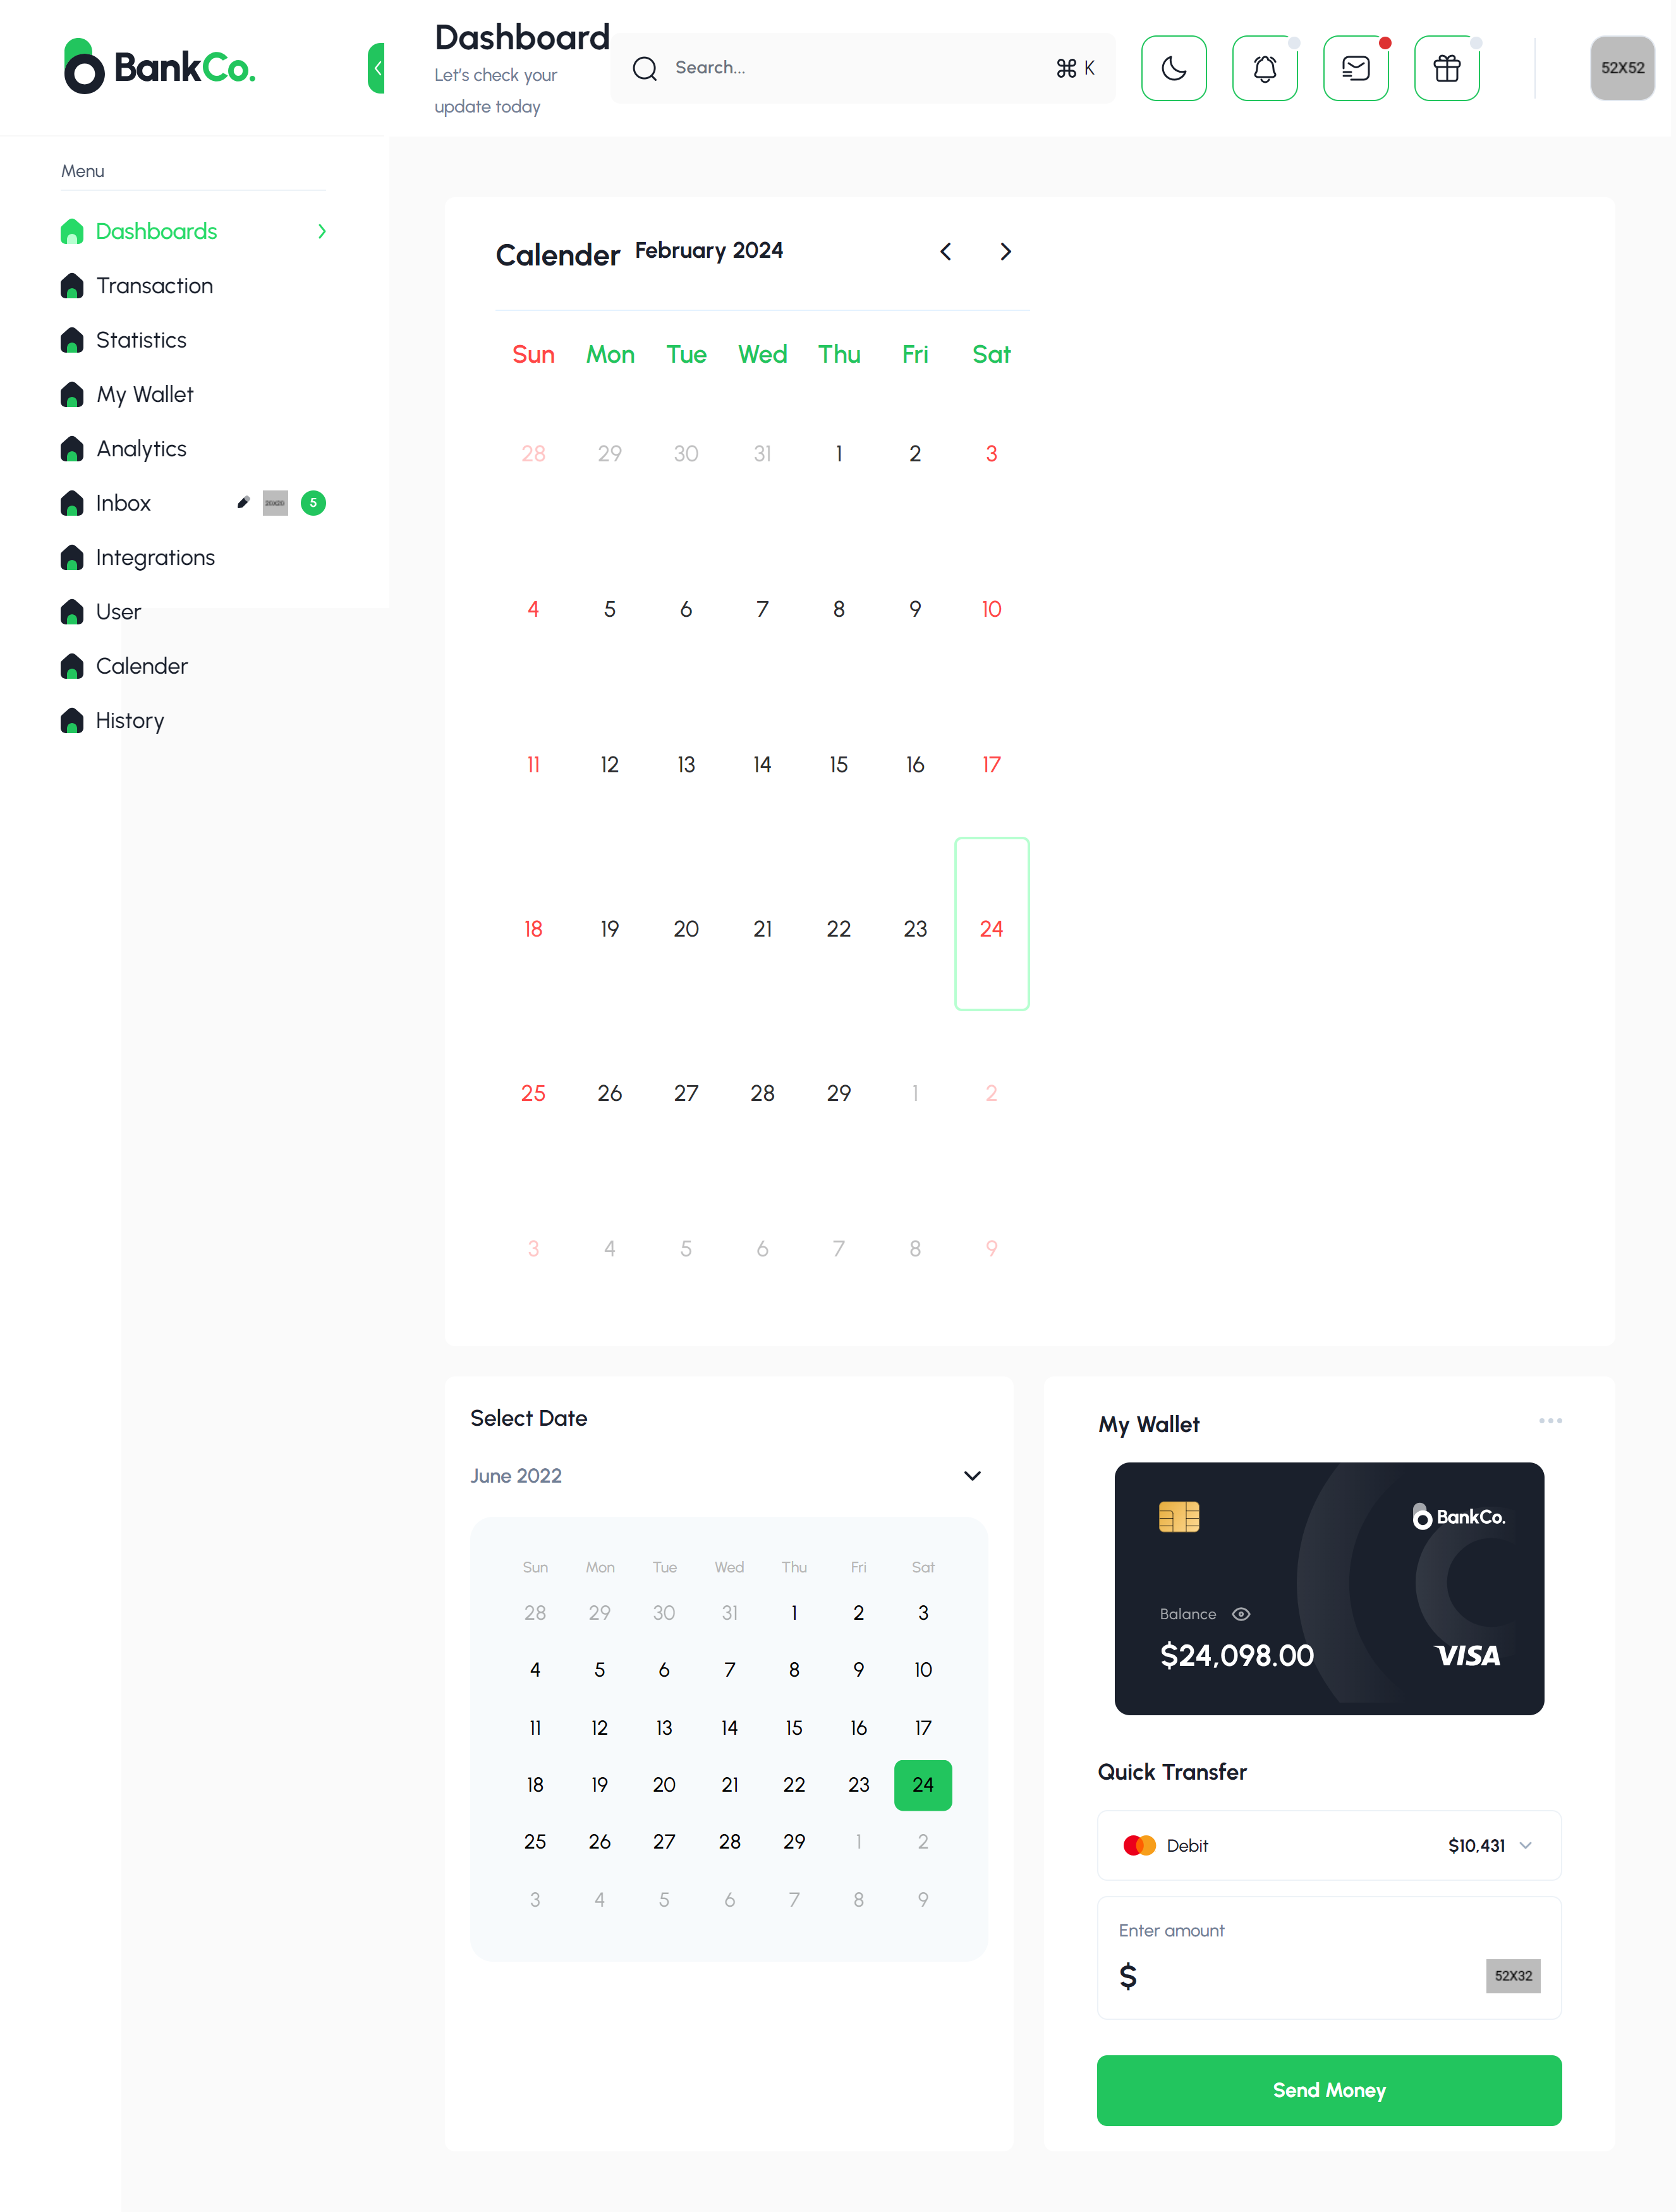 BankCo.
Dashboard
Let's check your
update today
Search...
⌘ K
52X52
Menu
Dashboards
Transaction
Statistics
My Wallet
Analytics
Inbox
5
Integrations
User
Calender
History
Calender February 2024
Sun Mon Tue Wed Thu Fri Sat
28 29 30 31 1 2 3
4 5 6 7 8 9 10
11 12 13 14 15 16 17
18 19 20 21 22 23 24
25 26 27 28 29 1 2
3 4 5 6 7 8 9
Select Date
June 2022
Sun Mon Tue Wed Thu Fri Sat
28 29 30 31 1 2 3
4 5 6 7 8 9 10
11 12 13 14 15 16 17
18 19 20 21 22 23 24
25 26 27 28 29 1 2
3 4 5 6 7 8 9
My Wallet
BankCo.
Balance
$24,098.00
VISA
Quick Transfer
Debit $10,431
Enter amount
$
52X32
Send Money